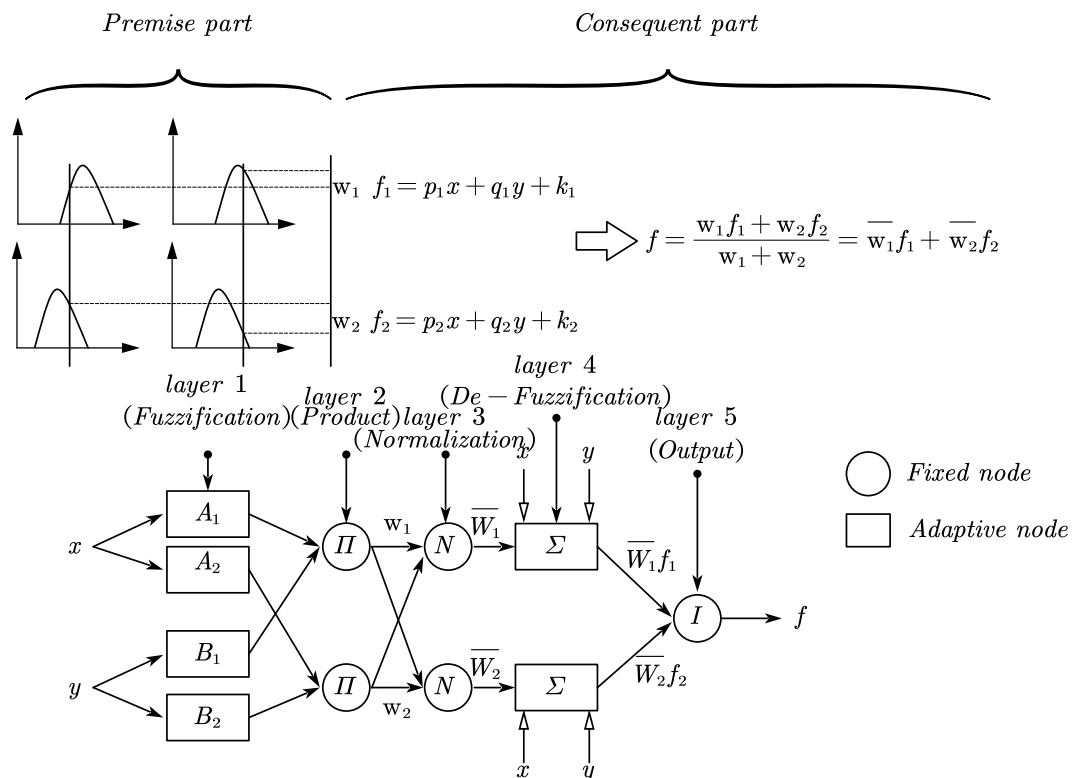 Premise part
Consequent part
w₁ f₁ = p₁x + q₁y + k₁
f = (w₁f₁ + w₂f₂)/(w₁ + w₂) = w̅₁f₁ + w̅₂f₂
w₂ f₂ = p₂x + q₂y + k₂
layer 1
(Fuzzification)
layer 2
(Product)
layer 3
(Normalization)
layer 4
(De − Fuzzification)
layer 5
(Output)
x
y
Fixed node
Adaptive node
x
A₁
A₂
y
B₁
B₂
Π
Π
w₁
w₂
N
N
W̅₁
W̅₂
Σ
Σ
W̅₁f₁
W̅₂f₂
I
f
x
y